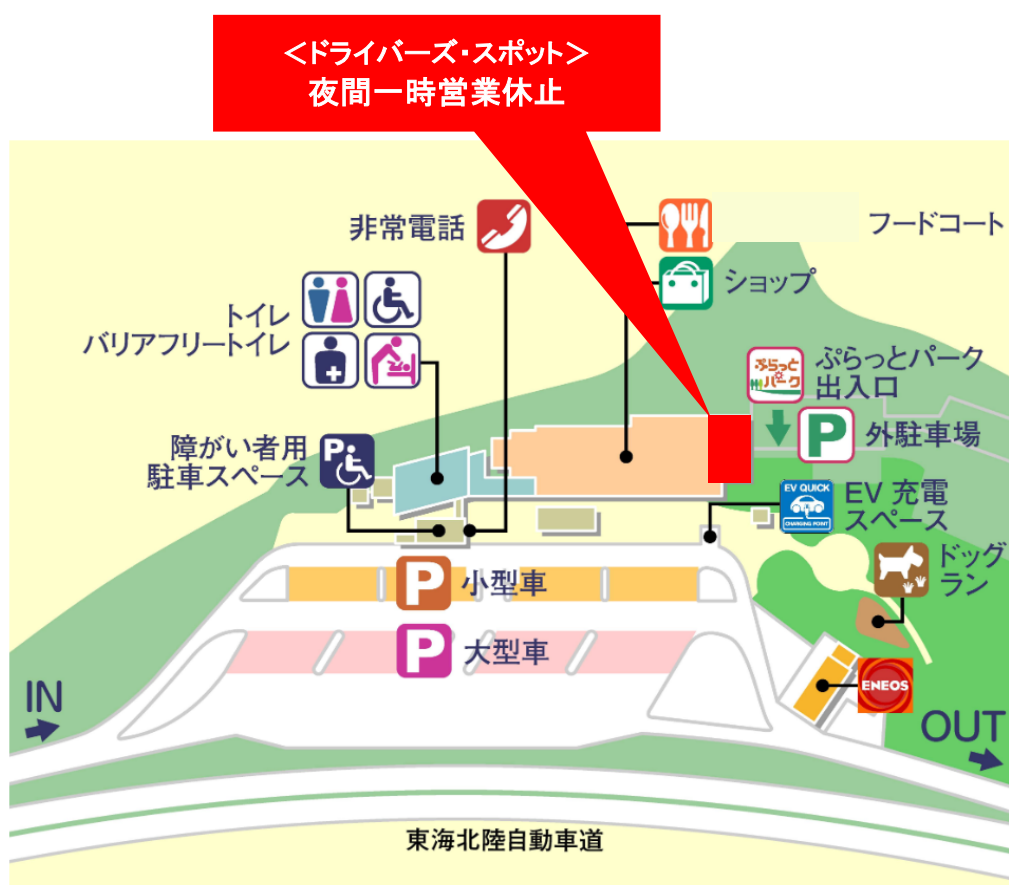 <ドライバーズ・スポット>
夜間一時営業休止
非常電話
フードコート
ショップ
トイレ
バリアフリートイレ
ぷらっと
パーク
ぷらっとパーク
出入口
P
外駐車場
障がい者用
駐車スペース
P
EV QUICK
CHARGING POINT
EV 充電
スペース
ドッグ
ラン
P 小型車
P 大型車
ENEOS
IN
OUT
東海北陸自動車道